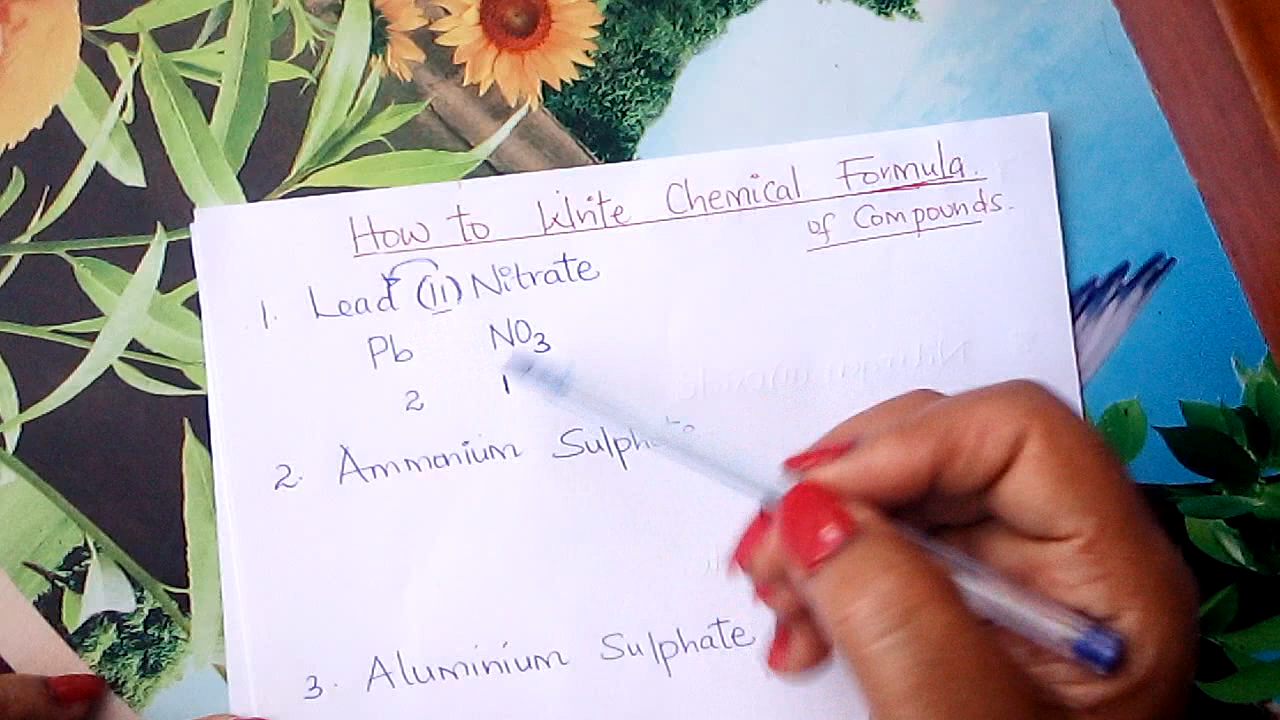 How to Write Chemical Formula
of Compounds.
1. Lead (II) Nitrate
Pb NO3
2 1
2. Ammonium
3. Aluminium Sulphate